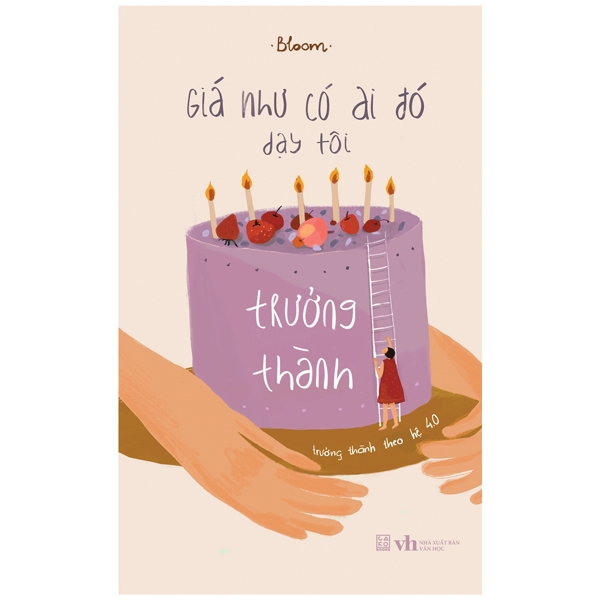 ·Bloom·
Giá như có ai đó
dạy tôi
trưởng
thành
trưởng thành theo hệ 4.0
CAKO
vh NHÀ XUẤT BẢN
VĂN HỌC